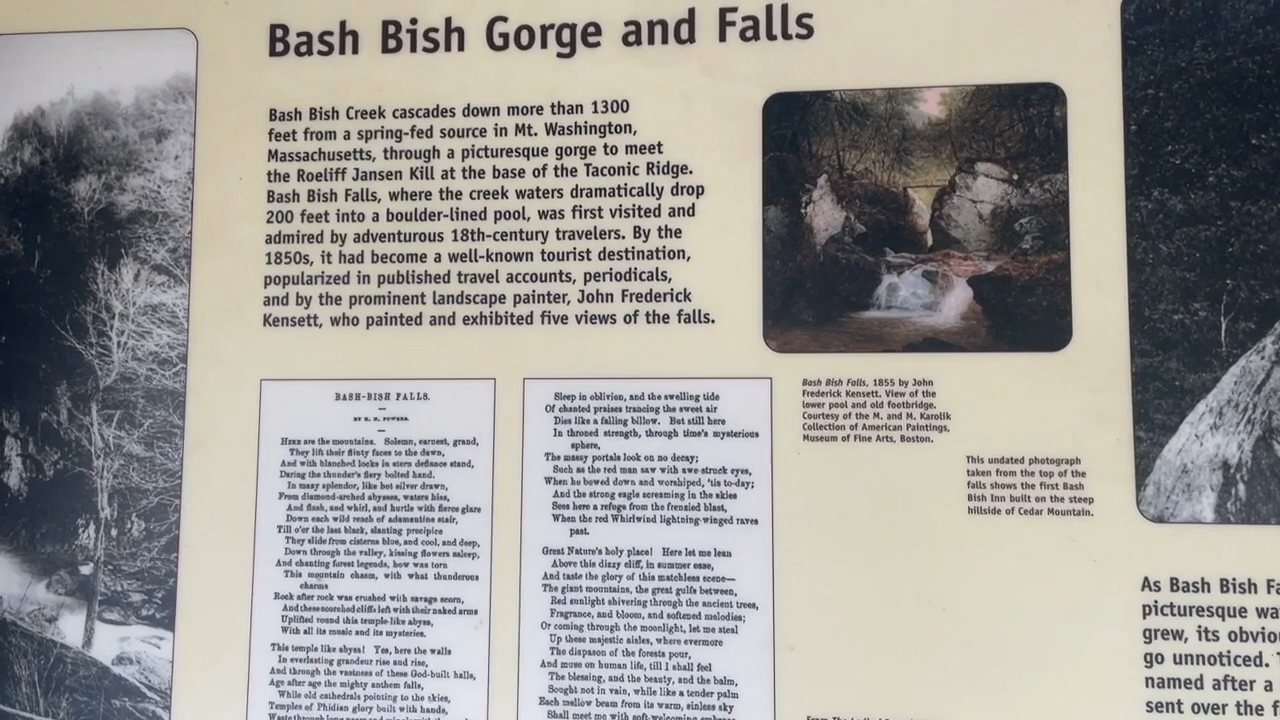 Bash Bish Gorge and Falls
Bash Bish Creek cascades down more than 1300
feet from a spring-fed source in Mt. Washington,
Massachusetts, through a picturesque gorge to meet
the Roeliff Jansen Kill at the base of the Taconic Ridge.
Bash Bish Falls, where the creek waters dramatically drop
200 feet into a boulder-lined pool, was first visited and
admired by adventurous 18th-century travelers. By the
1850s, it had become a well-known tourist destination,
popularized in published travel accounts, periodicals,
and by the prominent landscape painter, John Frederick
Kensett, who painted and exhibited five views of the falls.
BASH-BISH FALLS.
BY H. N. POWERS.
HERE are the mountains. Solemn, earnest, grand,
They lift their flinty faces to the dawn,
And with blanched locks in stern defiance stand,
Daring the thunder's fiery bolted hand.
In mazy splendor, like hot silver drawn,
From diamond-arched abysses, waters hiss,
And flash, and whirl, and hurtle with fierce glare
Down each wild reach of adamantine stair,
Till o'er the last black, slanting precipice
They slide from cisterns blue, and cool, and deep,
Down through the valley, kissing flowers asleep,
And chanting forest legends, how was torn
This mountain chasm, with what thunderous
charms
Rock after rock was crushed with savage scorn,
And these scorched cliffs left with their naked arms
Uplifted round this temple-like abyss,
With all its music and its mysteries.
This temple like abyss! Yes, here the walls
In everlasting grandeur rise and rise,
And through the vastness of these God-built halls,
Age after age the mighty anthem falls,
While old cathedrals pointing to the skies,
Temples of Phidian glory built with hands,
Sleep in oblivion, and the swelling tide
Of chanted praises trancing the sweet air
Dies like a falling billow. But still here
In throned strength, through time's mysterious
sphere,
The massy portals look on no decay;
Such as the red man saw with awe-struck eyes,
When he bowed down and worshiped, 'tis to-day;
And the strong eagle screaming in the skies
Sees here a refuge from the frenzied blast,
When the red Whirlwind lightning-winged raves
past.
Great Nature's holy place! Here let me lean
Above this dizzy cliff, in summer ease,
And taste the glory of this matchless scene—
The giant mountains, the great gulfs between,
Red sunlight shivering through the ancient trees,
Fragrance, and bloom, and softened melodies;
Or coming through the moonlight, let me steal
Up these majestic aisles, where evermore
The diapason of the forests pour,
And muse on human life, till I shall feel
The blessing, and the beauty, and the balm,
Sought not in vain, while like a tender palm
Each mellow beam from its warm, sinless sky
Shall meet me with soft-welcoming
Bash Bish Falls, 1855 by John
Frederick Kensett. View of the
lower pool and old footbridge.
Courtesy of the M. and M. Karolik
Collection of American Paintings,
Museum of Fine Arts, Boston.
This undated photograph
taken from the top of the
falls shows the first Bash
Bish Inn built on the steep
hillside of Cedar Mountain.
As Bash Bish
picturesque
grew, its
go unnoticed.
named after a
sent over the